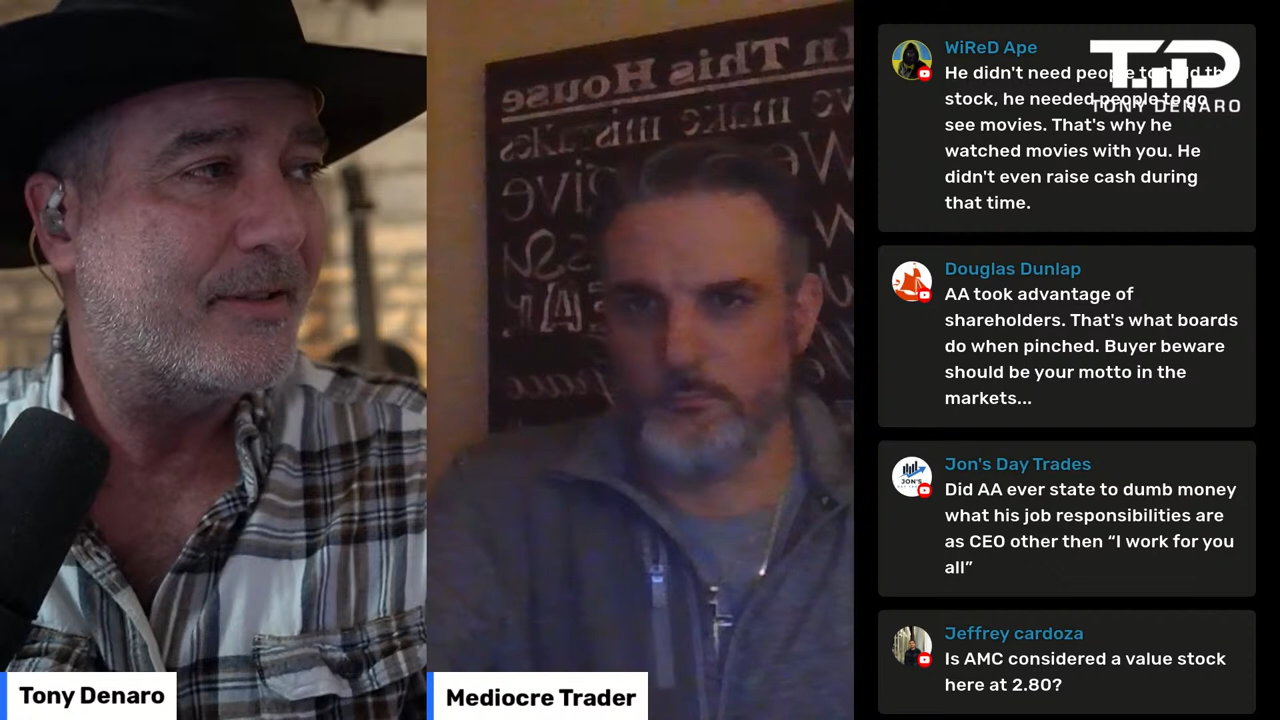 In This House
we make mistakes
WiReD Ape
He didn't need people to hold the
stock, he needed people to go
see movies. That's why he
watched movies with you. He
didn't even raise cash during
that time.
TD
TONY DENARO
Douglas Dunlap
AA took advantage of
shareholders. That's what boards
do when pinched. Buyer beware
should be your motto in the
markets...
Jon's Day Trades
Did AA ever state to dumb money
what his job responsibilities are
as CEO other then “I work for you
all”
Jeffrey cardoza
Is AMC considered a value stock
here at 2.80?
Tony Denaro
Mediocre Trader